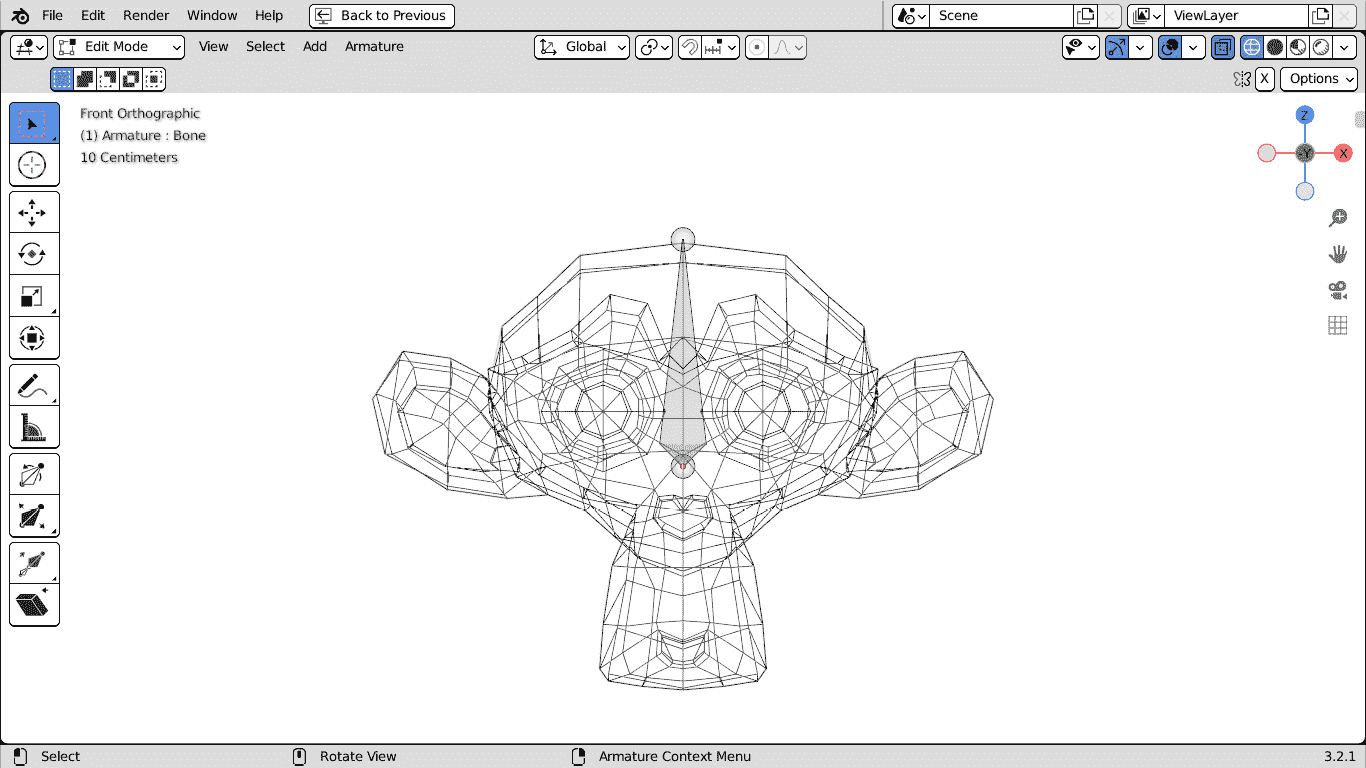 File Edit Render Window Help Back to Previous Scene ViewLayer
Edit Mode View Select Add Armature Global
X Options
Front Orthographic
(1) Armature : Bone
10 Centimeters
Z
-Y X
Select Rotate View Armature Context Menu 3.2.1